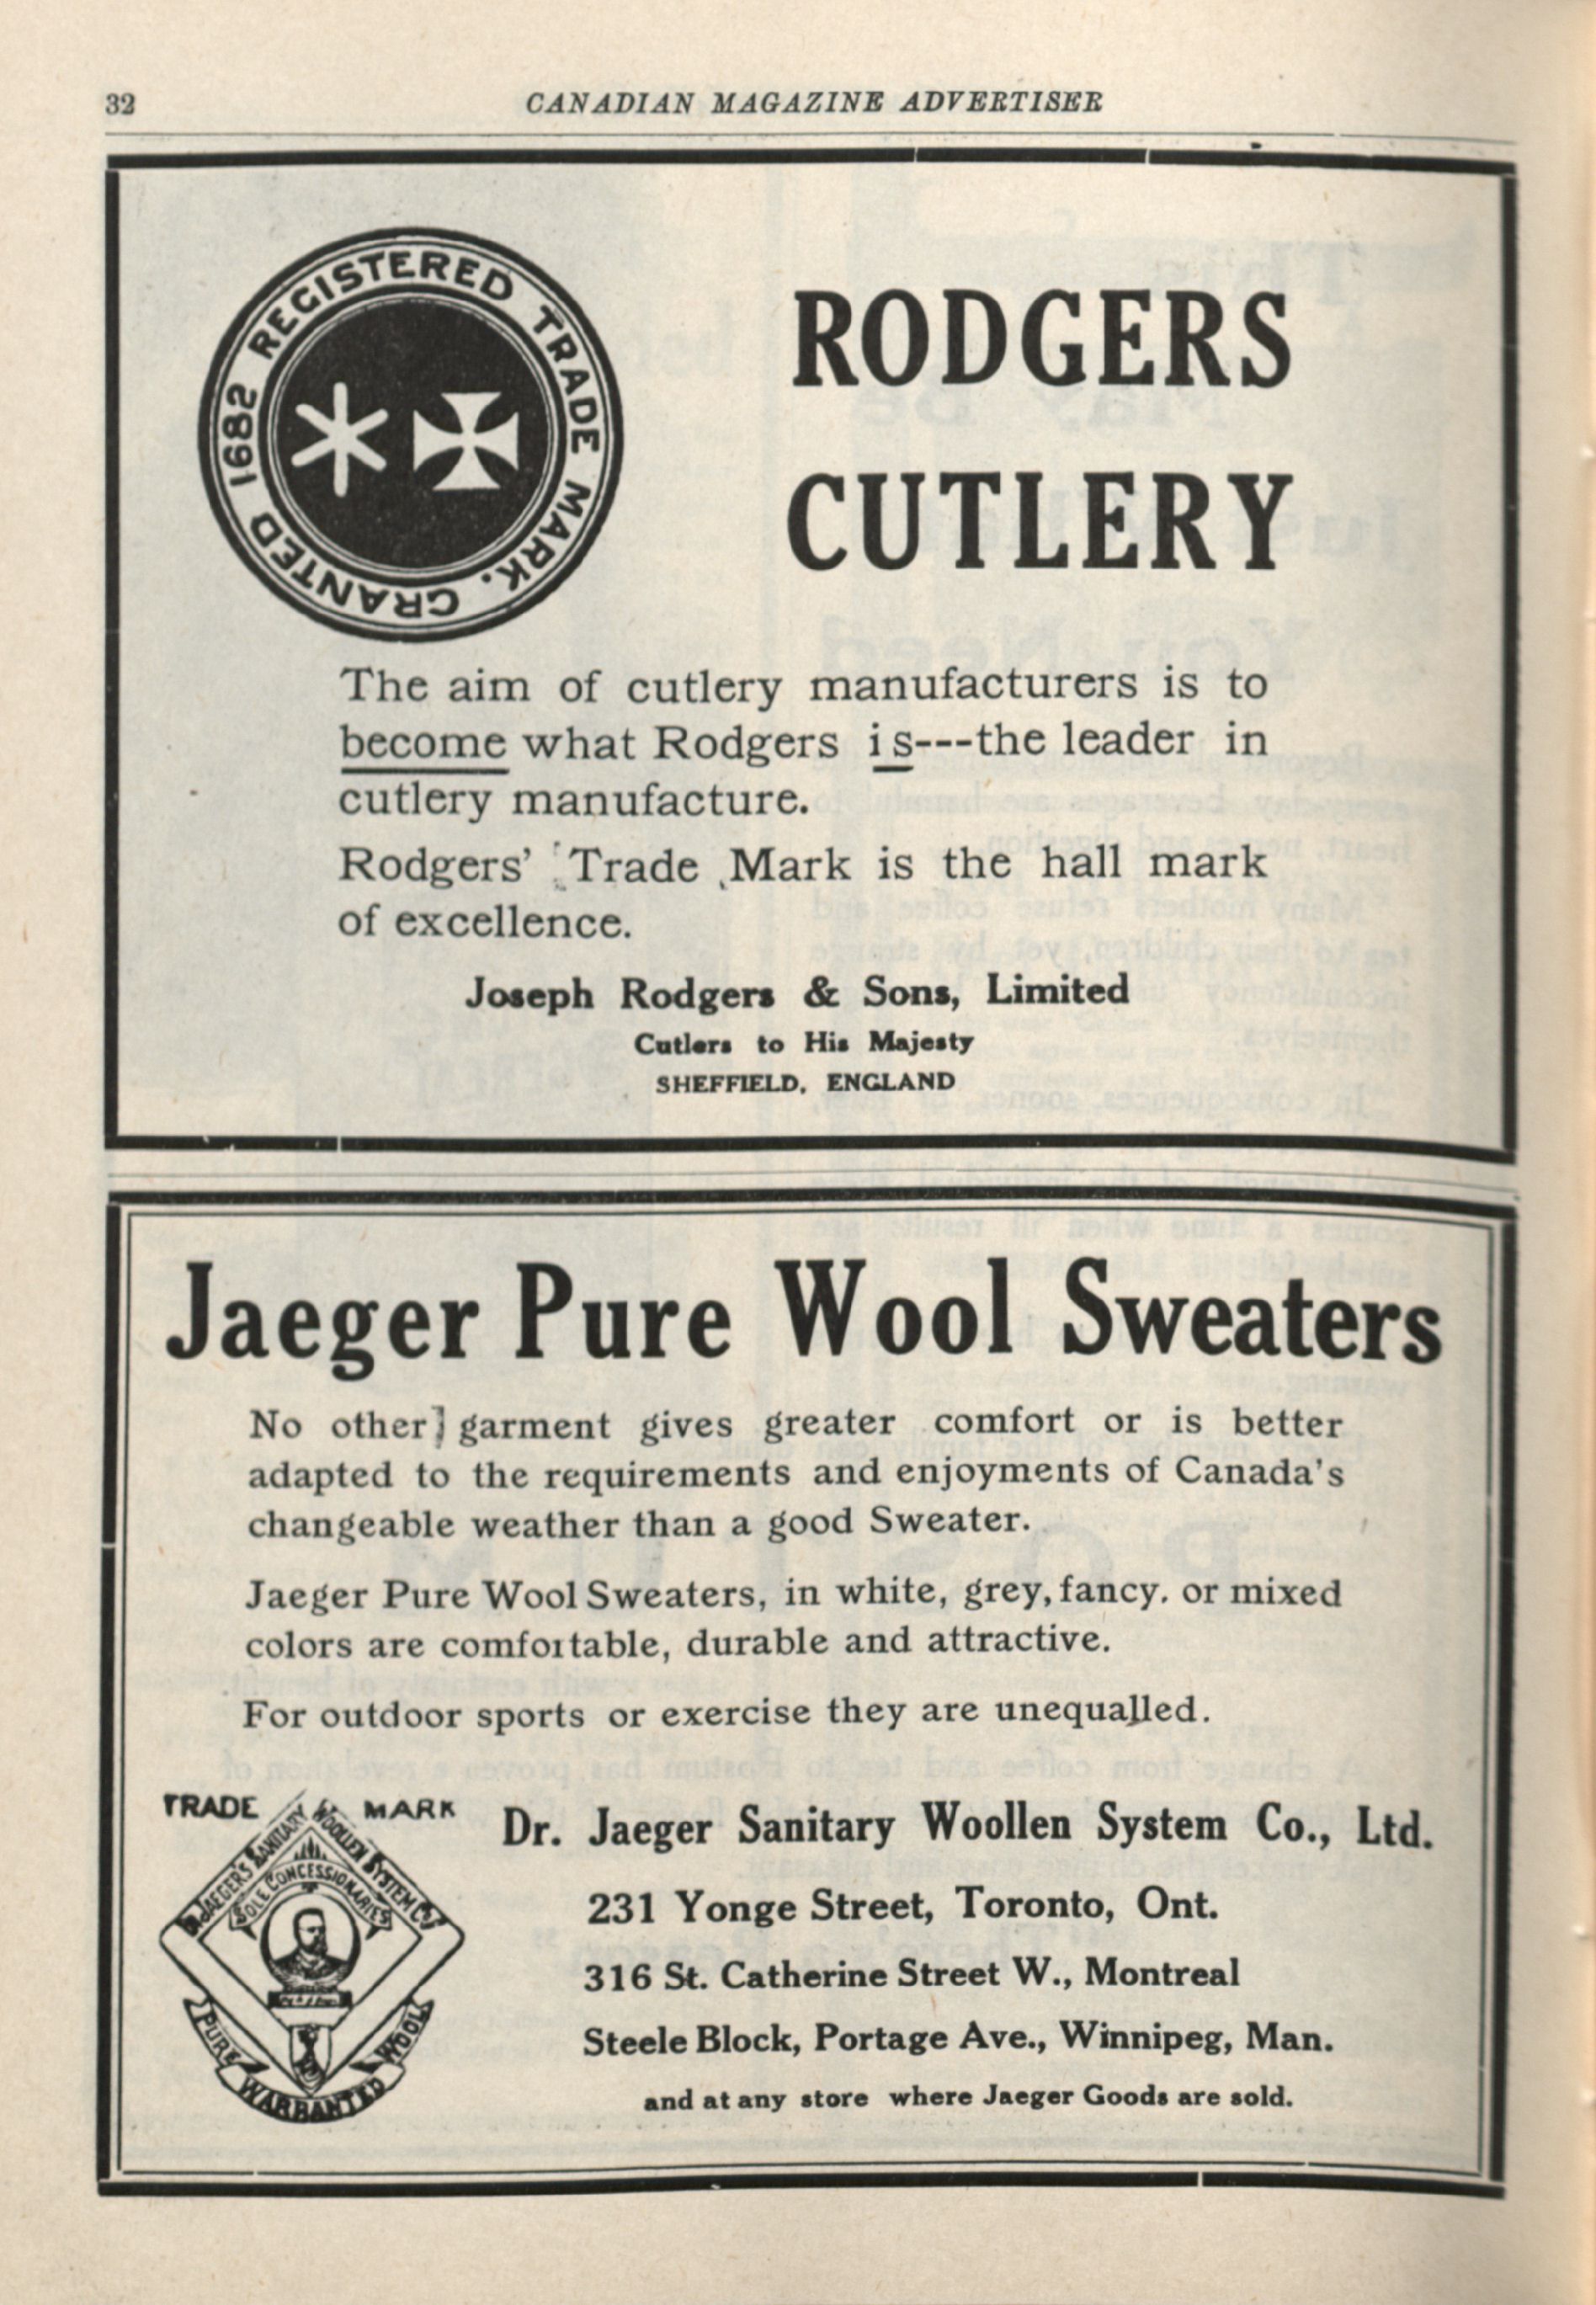 32
CANADIAN MAGAZINE ADVERTISER
REGISTERED TRADE MARK. GRANTED 1682
RODGERS
CUTLERY
The aim of cutlery manufacturers is to
become what Rodgers is---the leader in
cutlery manufacture.
Rodgers' Trade Mark is the hall mark
of excellence.
Joseph Rodgers & Sons, Limited
Cutlers to His Majesty
SHEFFIELD, ENGLAND
Jaeger Pure Wool Sweaters
No other] garment gives greater comfort or is better
adapted to the requirements and enjoyments of Canada's
changeable weather than a good Sweater.
Jaeger Pure Wool Sweaters, in white, grey, fancy. or mixed
colors are comfortable, durable and attractive.
For outdoor sports or exercise they are unequalled.
TRADE MARK
DR JAEGER'S SANITARY WOOLLEN SYSTEM CO
SOLE CONCESSIONARIES
PURE WOOL
WARRANTED
Dr. Jaeger Sanitary Woollen System Co., Ltd.
231 Yonge Street, Toronto, Ont.
316 St. Catherine Street W., Montreal
Steele Block, Portage Ave., Winnipeg, Man.
and at any store where Jaeger Goods are sold.